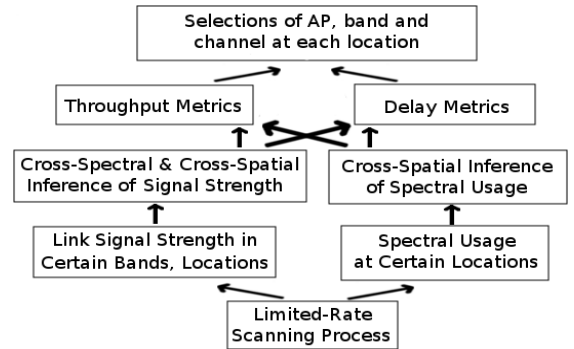 Selections of AP, band and
channel at each location
Throughput Metrics
Delay Metrics
Cross-Spectral & Cross-Spatial
Inference of Signal Strength
Cross-Spatial Inference
of Spectral Usage
Link Signal Strength in
Certain Bands, Locations
Spectral Usage
at Certain Locations
Limited-Rate
Scanning Process